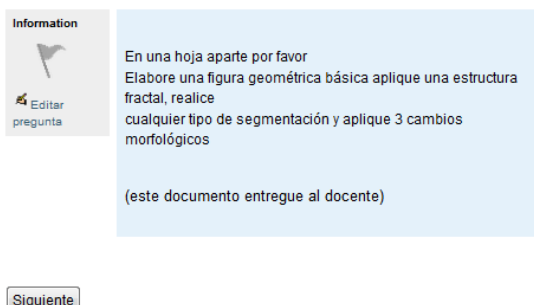 Information
Editar
pregunta
En una hoja aparte por favor
Elabore una figura geométrica básica aplique una estructura
fractal, realice
cualquier tipo de segmentación y aplique 3 cambios
morfológicos
(este documento entregue al docente)
Siguiente